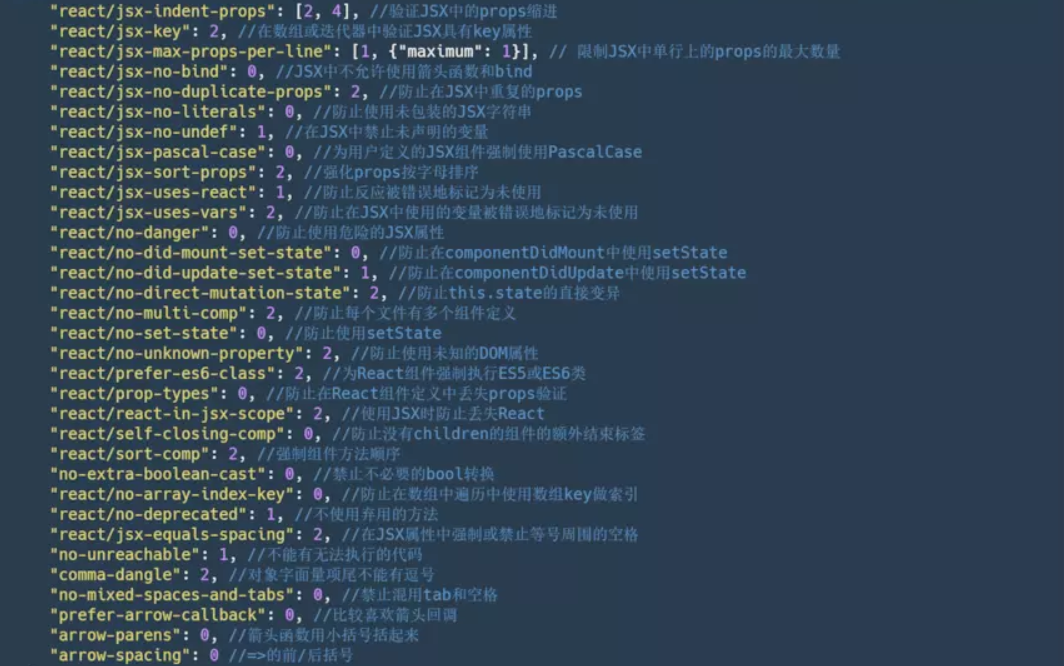 "react/jsx-indent-props": [2, 4], //验证JSX中的props缩进
"react/jsx-key": 2, //在数组或迭代器中验证JSX具有key属性
"react/jsx-max-props-per-line": [1, {"maximum": 1}], // 限制JSX中单行上的props的最大数量
"react/jsx-no-bind": 0, //JSX中不允许使用箭头函数和bind
"react/jsx-no-duplicate-props": 2, //防止在JSX中重复的props
"react/jsx-no-literals": 0, //防止使用未包装的JSX字符串
"react/jsx-no-undef": 1, //在JSX中禁止未声明的变量
"react/jsx-pascal-case": 0, //为用户定义的JSX组件强制使用PascalCase
"react/jsx-sort-props": 2, //强化props按字母排序
"react/jsx-uses-react": 1, //防止反应被错误地标记为未使用
"react/jsx-uses-vars": 2, //防止在JSX中使用的变量被错误地标记为未使用
"react/no-danger": 0, //防止使用危险的JSX属性
"react/no-did-mount-set-state": 0, //防止在componentDidMount中使用setState
"react/no-did-update-set-state": 1, //防止在componentDidUpdate中使用setState
"react/no-direct-mutation-state": 2, //防止this.state的直接变异
"react/no-multi-comp": 2, //防止每个文件有多个组件定义
"react/no-set-state": 0, //防止使用setState
"react/no-unknown-property": 2, //防止使用未知的DOM属性
"react/prefer-es6-class": 2, //为React组件强制执行ES5或ES6类
"react/prop-types": 0, //防止在React组件定义中丢失props验证
"react/react-in-jsx-scope": 2, //使用JSX时防止丢失React
"react/self-closing-comp": 0, //防止没有children的组件的额外结束标签
"react/sort-comp": 2, //强制组件方法顺序
"no-extra-boolean-cast": 0, //禁止不必要的bool转换
"react/no-array-index-key": 0, //防止在数组中遍历中使用数组key做索引
"react/no-deprecated": 1, //不使用弃用的方法
"react/jsx-equals-spacing": 2, //在JSX属性中强制或禁止等号周围的空格
"no-unreachable": 1, //不能有无法执行的代码
"comma-dangle": 2, //对象字面量项尾不能有逗号
"no-mixed-spaces-and-tabs": 0, //禁止混用tab和空格
"prefer-arrow-callback": 0, //比较喜欢箭头回调
"arrow-parens": 0, //箭头函数用小括号括起来
"arrow-spacing": 0 //=>的前/后括号